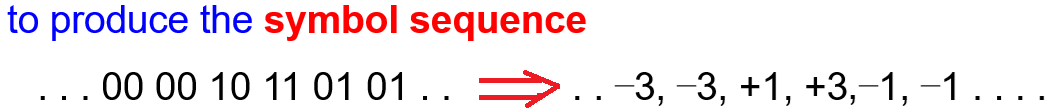 to produce the symbol sequence
. . . 00 00 10 11 01 01 . . ⇒ . . –3, –3, +1, +3,–1, –1 . . . .